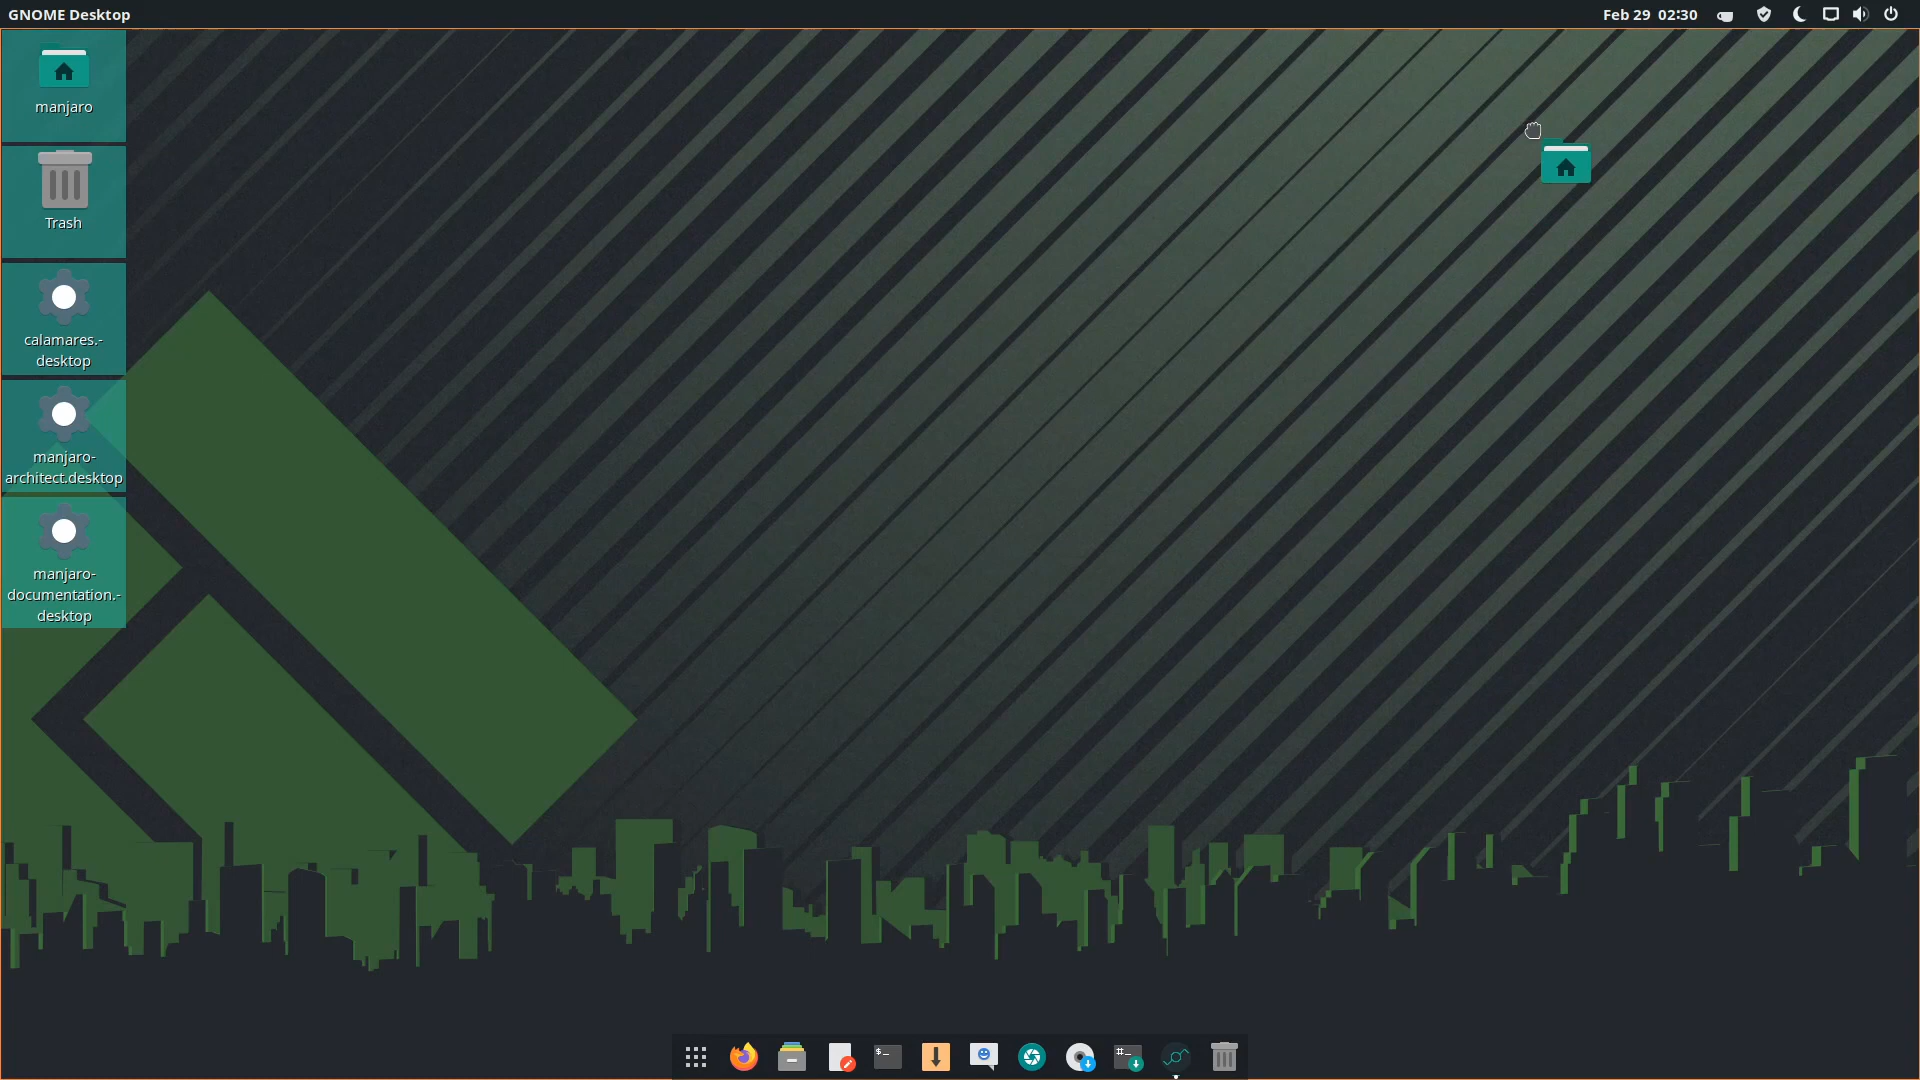 GNOME Desktop
Feb 29 02:30
manjaro
Trash
calamares.-
desktop
manjaro-
architect.desktop
manjaro-
documentation.-
desktop
$-
#-